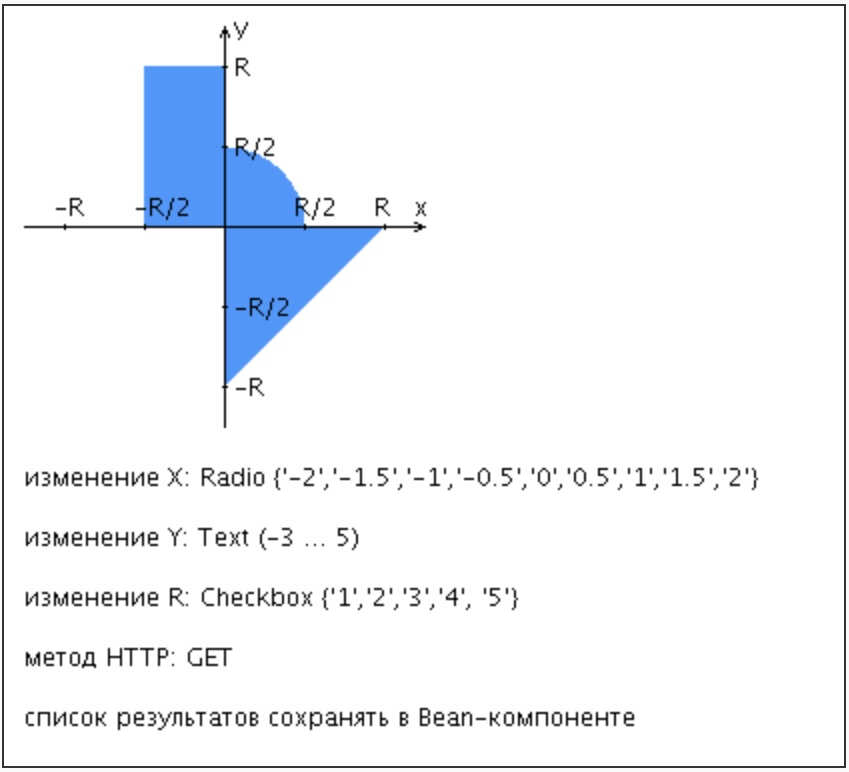 y
R
R/2
-R -R/2 R/2 R x
-R/2
-R
изменение X: Radio {'-2','-1.5','-1','-0.5','0','0.5','1','1.5','2'}
изменение Y: Text (-3 ... 5)
изменение R: Checkbox {'1','2','3','4', '5'}
метод HTTP: GET
список результатов сохранять в Bean-компоненте